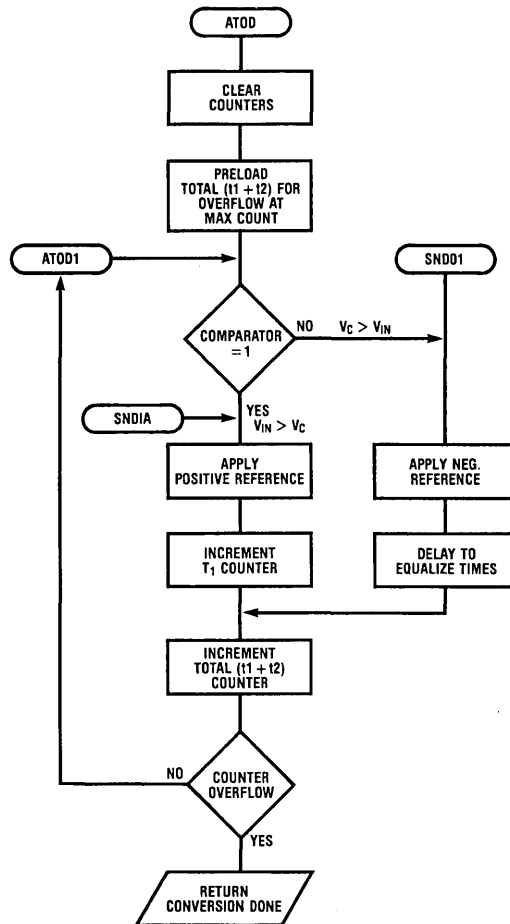 ATOD
CLEAR
COUNTERS
PRELOAD
TOTAL (t1 + t2) FOR
OVERFLOW AT
MAX COUNT
ATOD1
SND01
COMPARATOR
= 1
NO
VC > VIN
SNDIA
YES
VIN > VC
APPLY
POSITIVE REFERENCE
APPLY NEG.
REFERENCE
INCREMENT
T1 COUNTER
DELAY TO
EQUALIZE TIMES
INCREMENT
TOTAL (t1 + t2)
COUNTER
NO
COUNTER
OVERFLOW
YES
RETURN
CONVERSION DONE